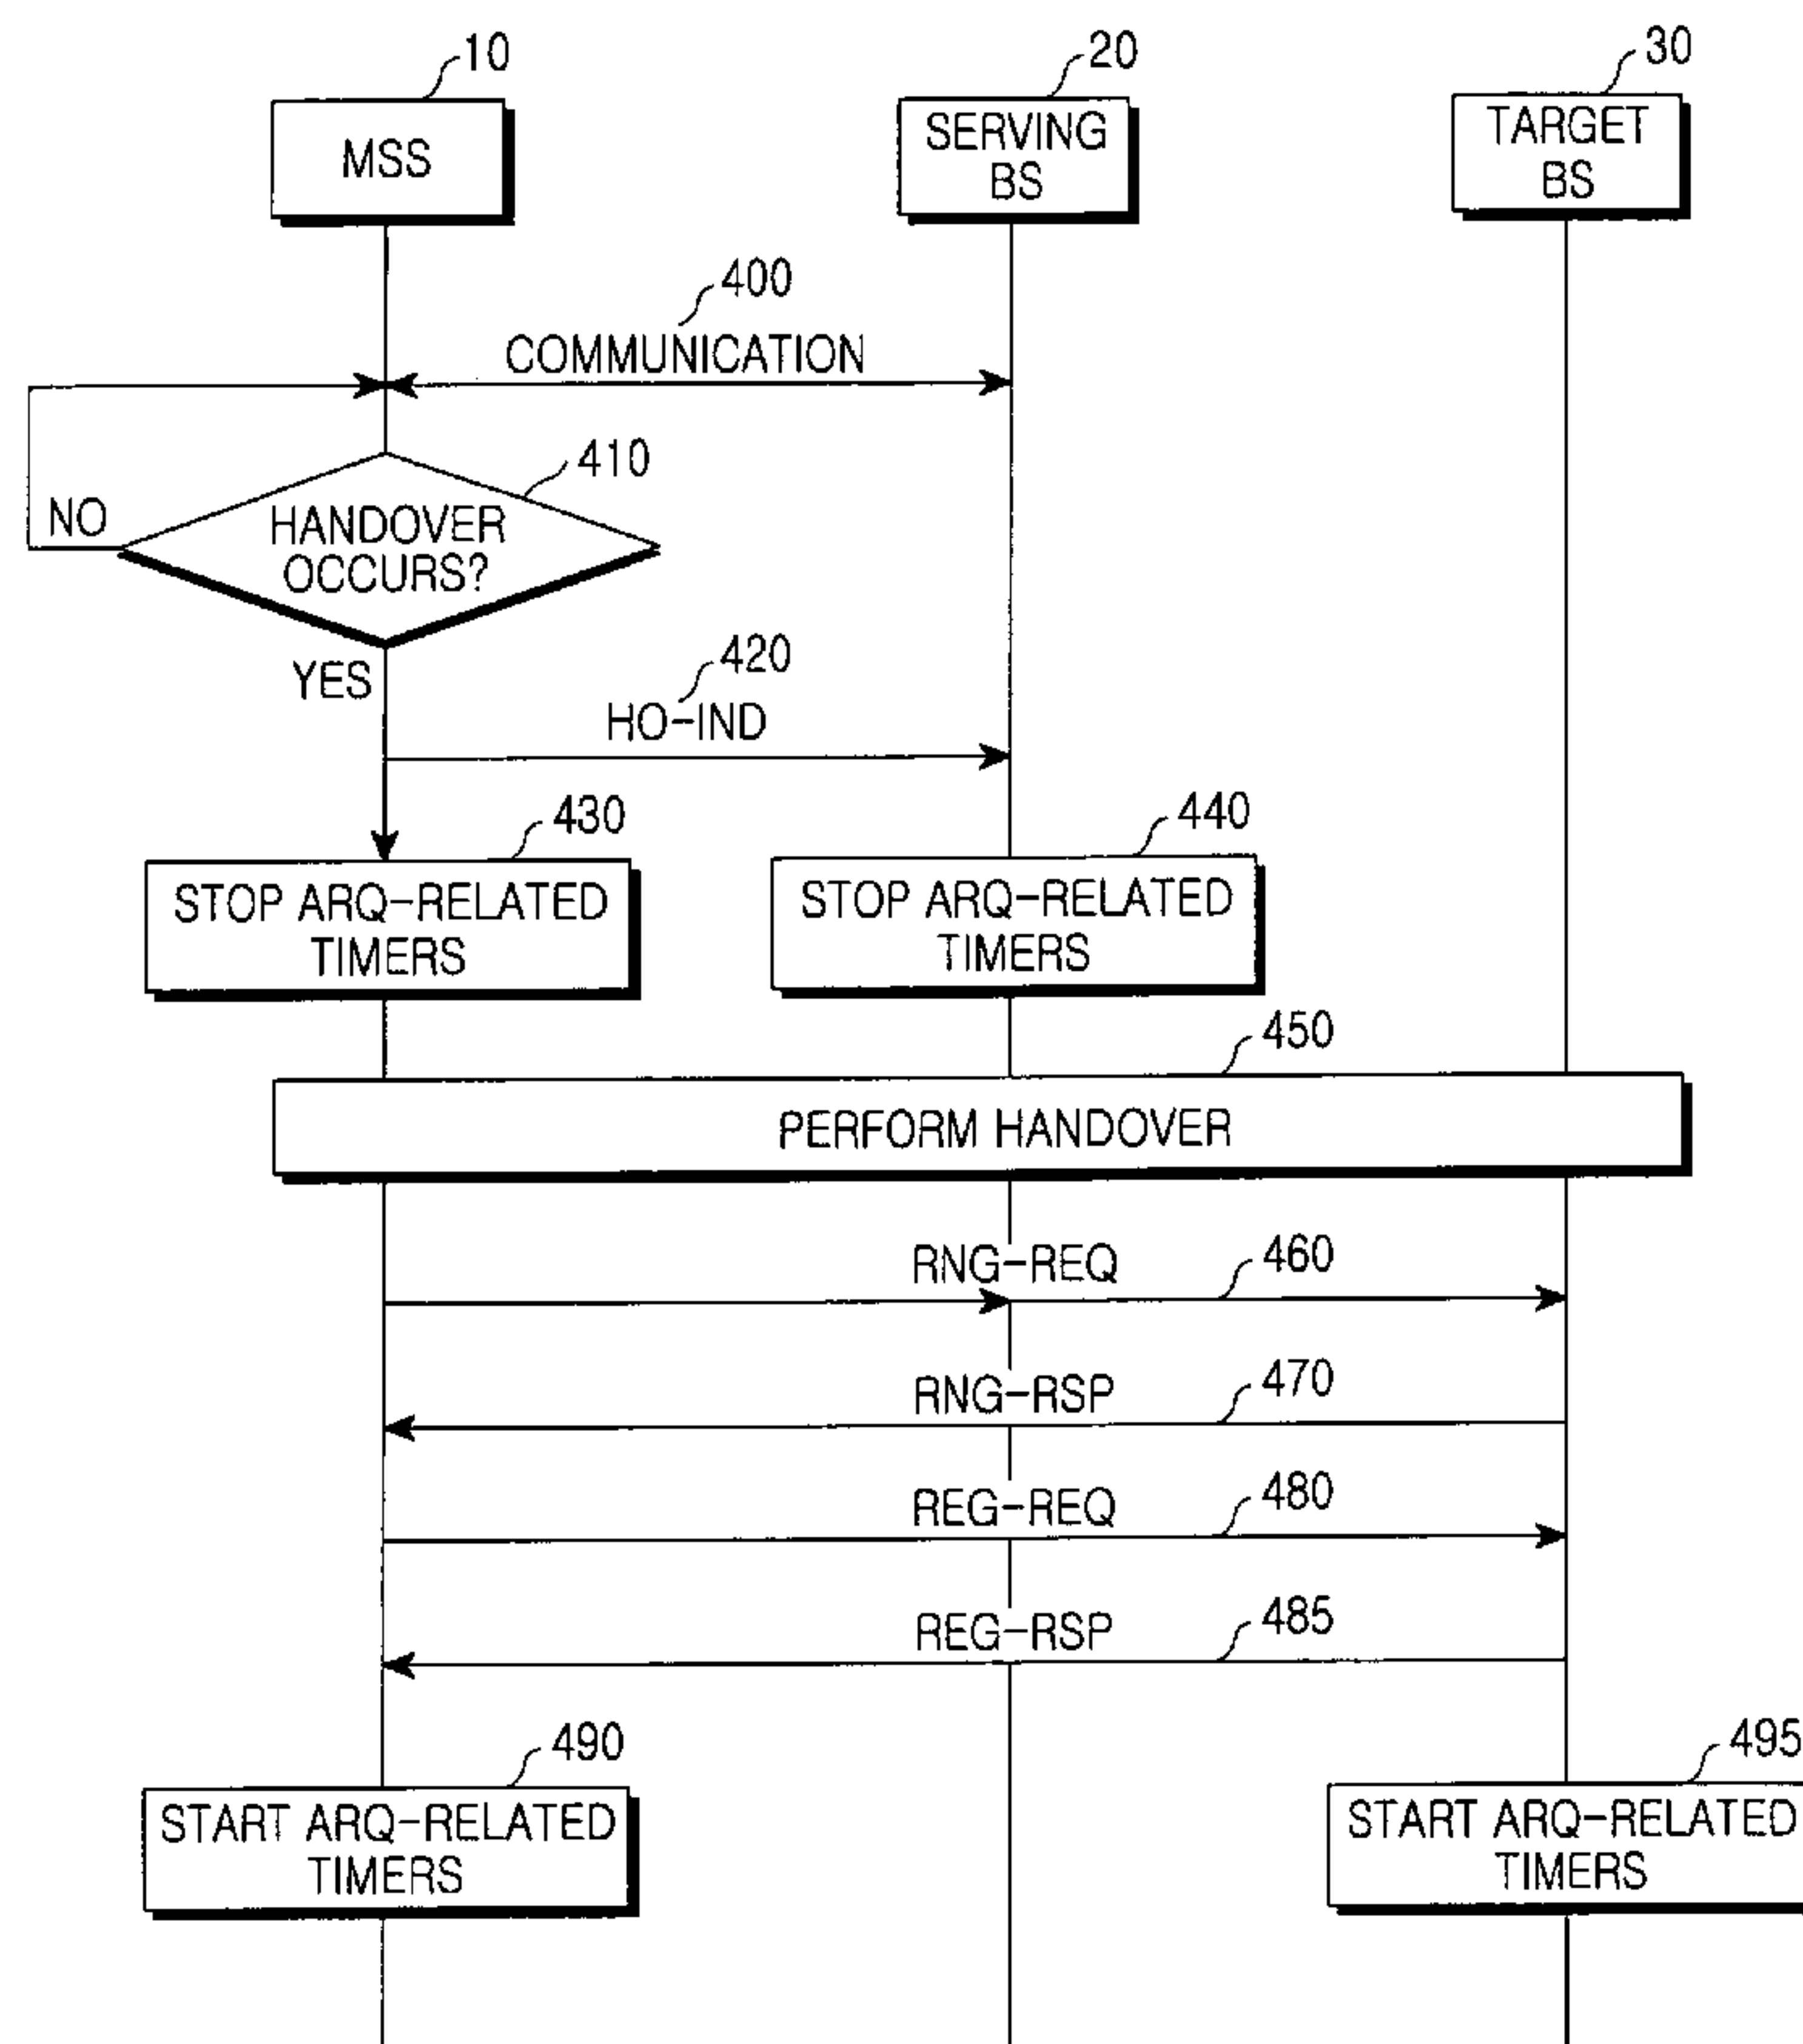 10
20
30
MSS
SERVING
BS
TARGET
BS
400
COMMUNICATION
410
NO
HANDOVER
OCCURS?
YES
420
HO-IND
430
440
STOP ARQ-RELATED
TIMERS
STOP ARQ-RELATED
TIMERS
450
PERFORM HANDOVER
RNG-REQ
460
RNG-RSP
470
REG-REQ
480
REG-RSP
485
490
495
START ARQ-RELATED
TIMERS
START ARQ-RELATED
TIMERS